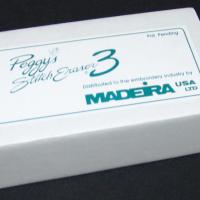 Pat. Pending
Peggy's
Stitch Eraser 3
Distributed to the embroidery industry by
MADEIRA USA
LTD